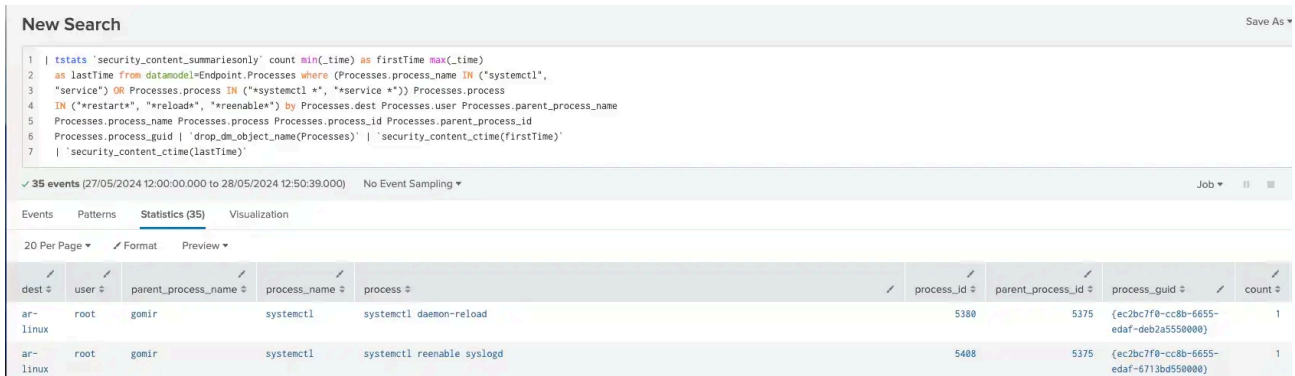 New Search
Save As
1 | tstats `security_content_summariesonly` count min(_time) as firstTime max(_time)
2 as lastTime from datamodel=Endpoint.Processes where (Processes.process_name IN ("systemctl",
3 "service") OR Processes.process IN ("*systemctl *", "*service *")) Processes.process
4 IN ("*restart*", "*reload*", "*reenable*") by Processes.dest Processes.user Processes.parent_process_name
5 Processes.process_name Processes.process Processes.process_id Processes.parent_process_id
6 Processes.process_guid | `drop_dm_object_name(Processes)` | `security_content_ctime(firstTime)`
7 | `security_content_ctime(lastTime)`
✓ 35 events (27/05/2024 12:00:00.000 to 28/05/2024 12:50:39.000) No Event Sampling Job
Events Patterns Statistics (35) Visualization
20 Per Page Format Preview
dest user parent_process_name process_name process process_id parent_process_id process_guid count
ar- root gomir systemctl systemctl daemon-reload 5380 5375 {ec2bc7f0-cc8b-6655- 1
linux edaf-deb2a5550000}
ar- root gomir systemctl systemctl reenable syslogd 5408 5375 {ec2bc7f0-cc8b-6655- 1
linux edaf-6713bd550000}